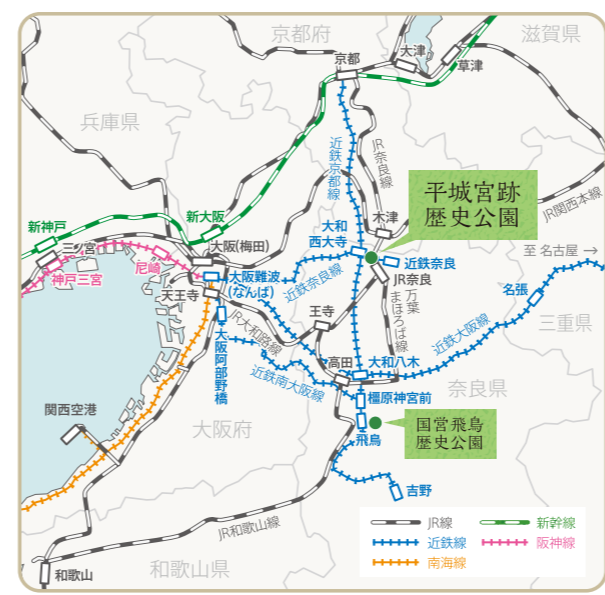 京都府
滋賀県
京都
大津
草津
兵庫県
近鉄京都線
JR奈良線
平城宮跡
歴史公園
木津
JR関西本線
新大阪
新神戸
三ノ宮
大阪(梅田)
大和
西大寺
尼崎
神戸三宮
大阪難波
(なんば)
近鉄奈良線
近鉄奈良
至 名古屋 →
JR奈良
天王寺
王寺
万葉
まほろば線
名張
JR大和路線
三重県
大阪阿部野橋
近鉄大阪線
高田
大和八木
近鉄南大阪線
橿原神宮前
奈良県
関西空港
大阪府
飛鳥
国営飛鳥
歴史公園
吉野
JR和歌山線
和歌山
和歌山県
JR線
新幹線
近鉄線
阪神線
南海線